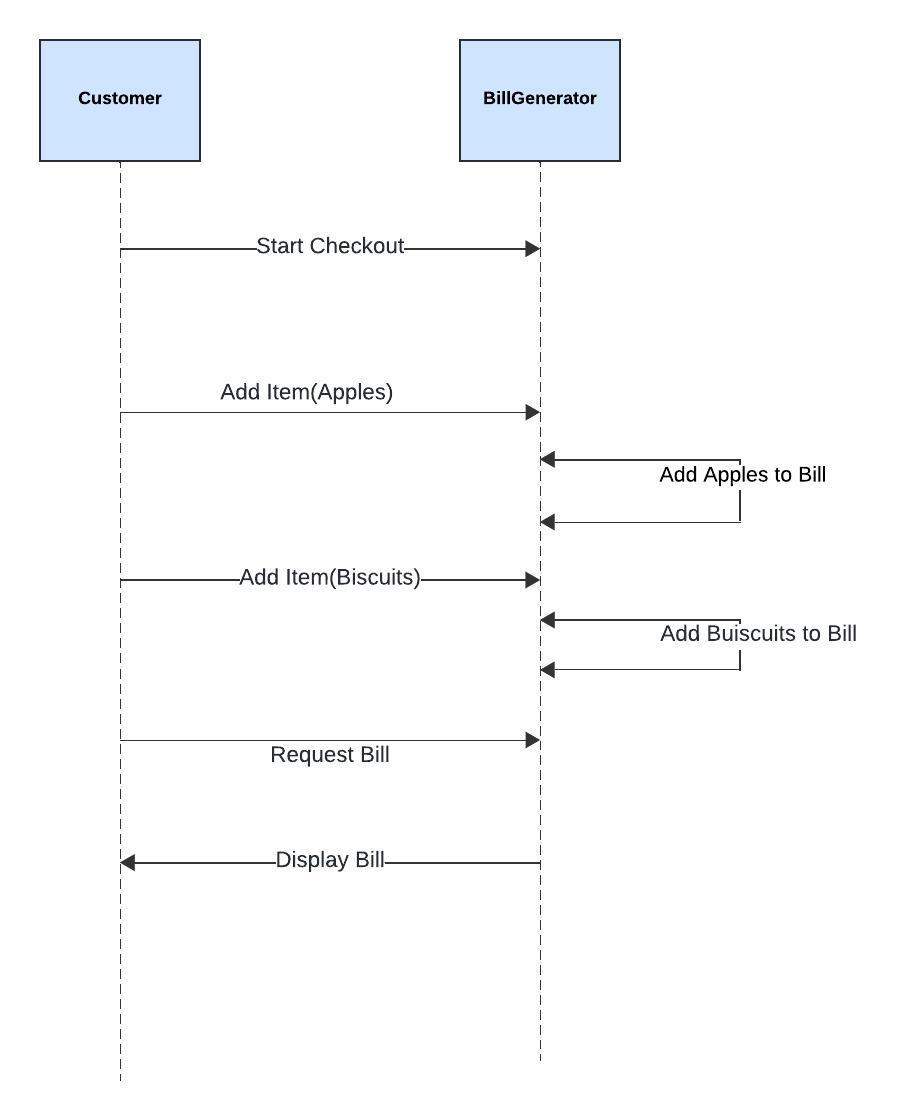 Customer
BillGenerator
Start Checkout
Add Item(Apples)
Add Apples to Bill
Add Item(Biscuits)
Add Buiscuits to Bill
Request Bill
Display Bill